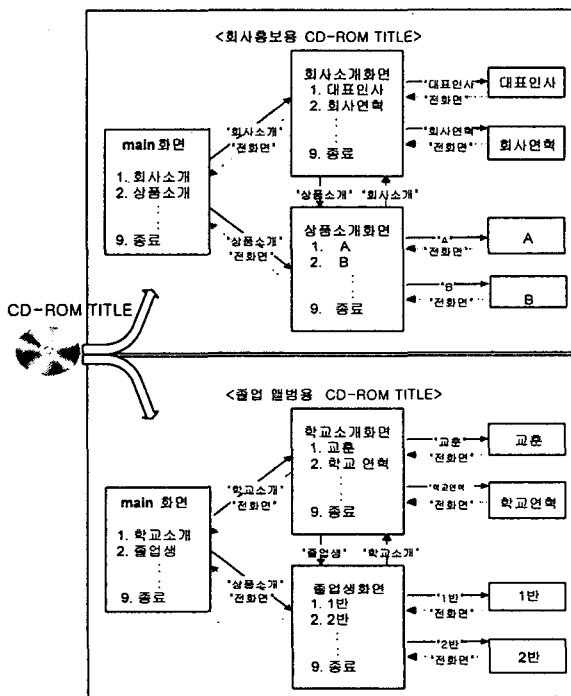 <회사홍보용 CD-ROM TITLE>
회사소개화면
1. 대표인사
2. 회사연혁
9. 종료
"대표인사"
"전화면"
대표인사
"회사연혁"
"전화면"
회사연혁
main 화면
1. 회사소개
2. 상품소개
9. 종료
"회사소개"
"전화면"
"상품소개"
"회사소개"
"상품소개"
"전화면"
상품소개화면
1. A
2. B
9. 종료
"A"
"전화면"
A
"B"
"전화면"
B
CD-ROM TITLE
<졸업 앨범용 CD-ROM TITLE>
학교소개화면
1. 교훈
2. 학교 연혁
9. 종료
"교훈"
"전화면"
교훈
"학교연혁"
"전화면"
학교연혁
main 화면
1. 학교소개
2. 졸업생
9. 종료
"학교소개"
"전화면"
"졸업생"
"학교소개"
"상품소개"
"전화면"
졸업생화면
1. 1반
2. 2반
9. 종료
"1반"
"전화면"
1반
"2반"
"전화면"
2반